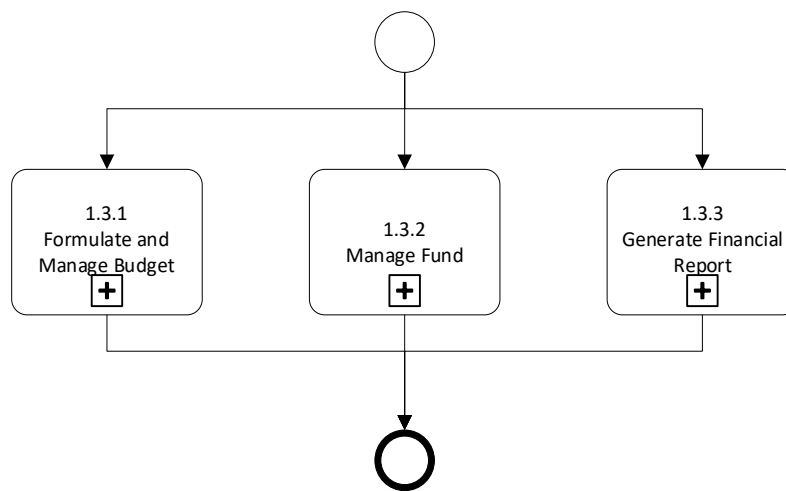 1.3.1
Formulate and
Manage Budget
1.3.2
Manage Fund
1.3.3
Generate Financial
Report